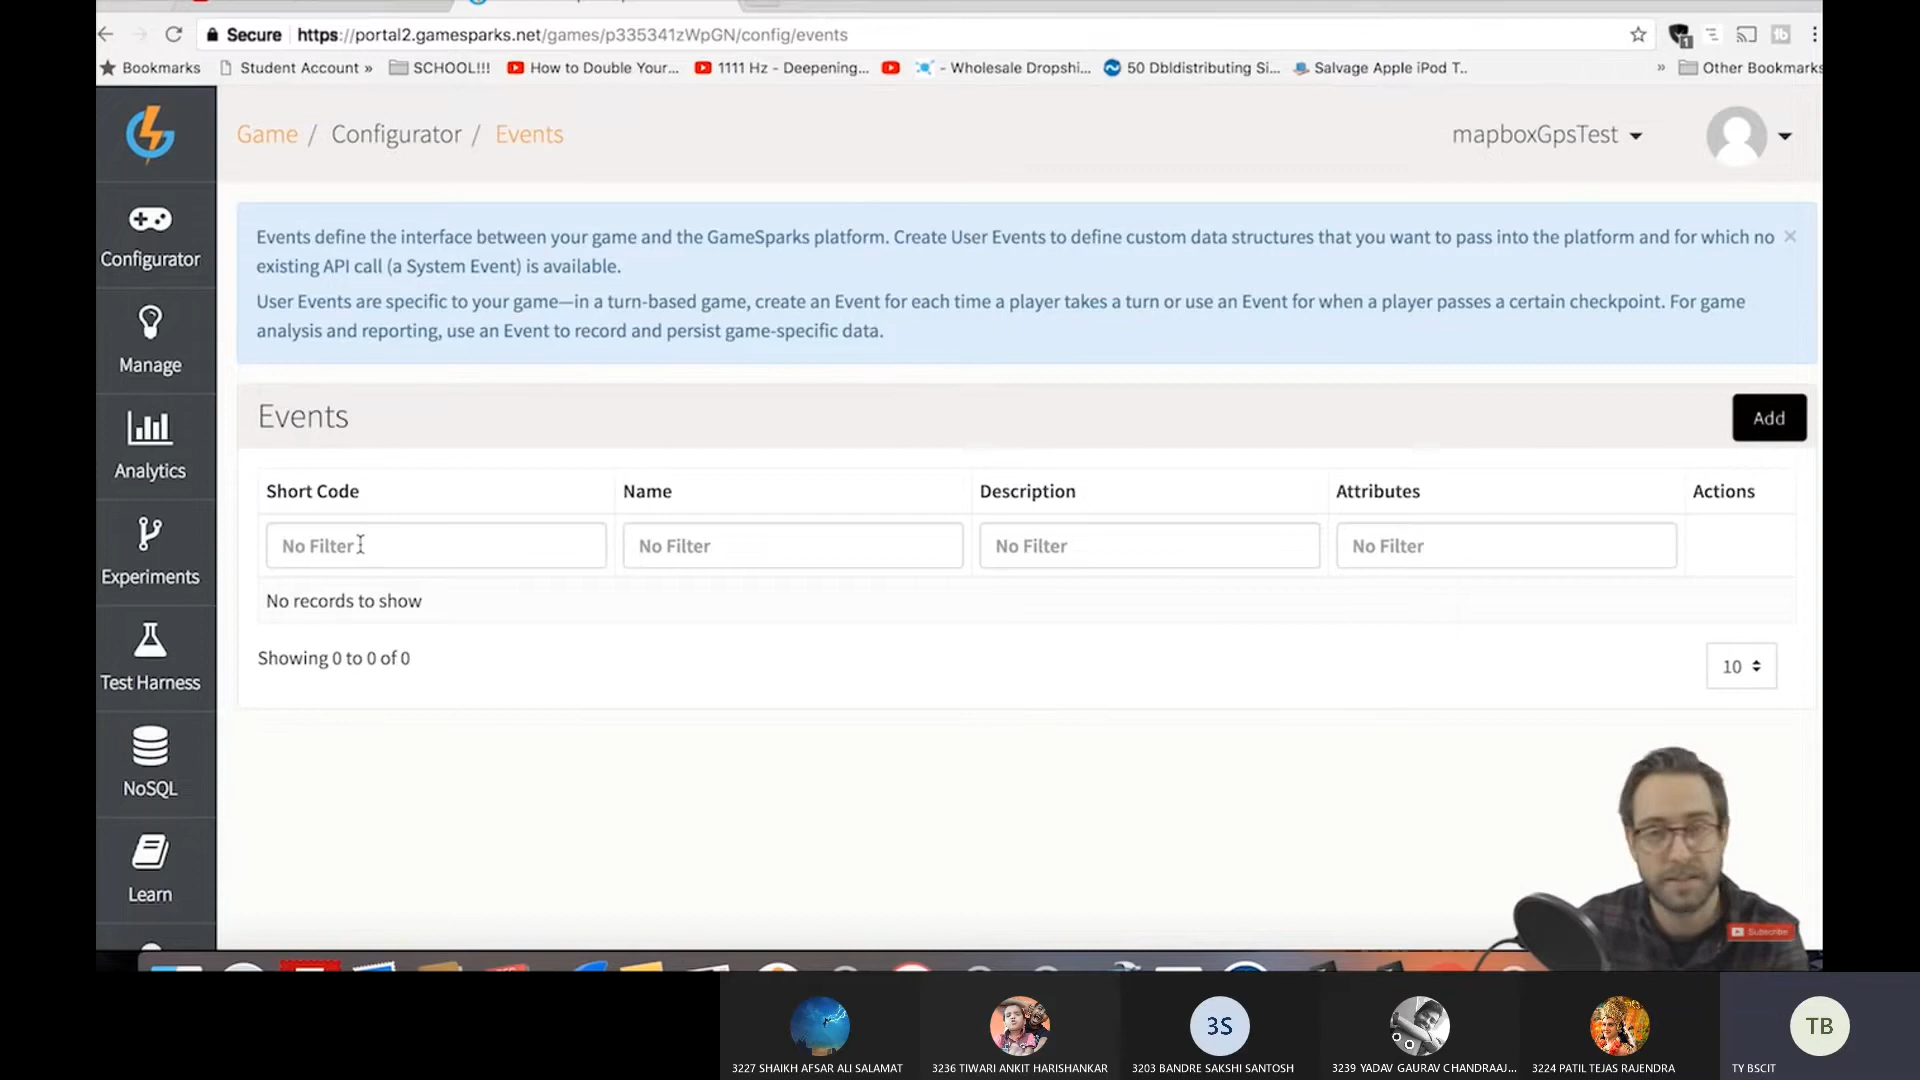 Secure https://portal2.gamesparks.net/games/p335341zWpGN/config/events
1
Bookmarks Student Account » SCHOOL!!! How to Double Your... 1111 Hz - Deepening... - Wholesale Dropshi... 50 Dbldistributing Si... Salvage Apple iPod T.. » Other Bookmarks
Game / Configurator / Events
mapboxGpsTest
Configurator
Manage
Analytics
Experiments
Test Harness
NoSQL
Learn
Events define the interface between your game and the GameSparks platform. Create User Events to define custom data structures that you want to pass into the platform and for which no
existing API call (a System Event) is available.
User Events are specific to your game—in a turn-based game, create an Event for each time a player takes a turn or use an Event for when a player passes a certain checkpoint. For game
analysis and reporting, use an Event to record and persist game-specific data.
Events
Add
Short Code Name Description Attributes Actions
No Filter No Filter No Filter No Filter
No records to show
Showing 0 to 0 of 0
10
Subscribe
3S
TB
3227 SHAIKH AFSAR ALI SALAMAT 3236 TIWARI ANKIT HARISHANKAR 3203 BANDRE SAKSHI SANTOSH 3239 YADAV GAURAV CHANDRAAJ... 3224 PATIL TEJAS RAJENDRA TY BSCIT